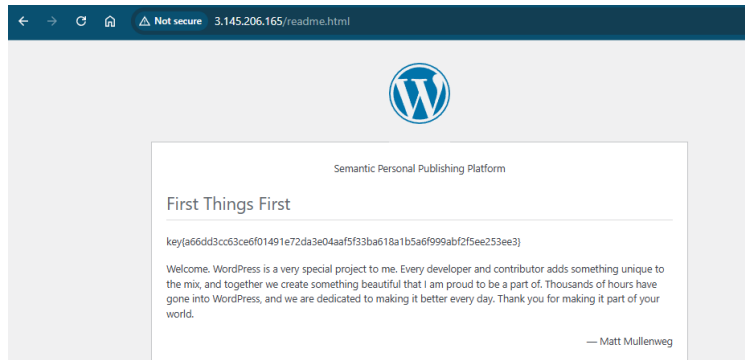 Not secure 3.145.206.165/readme.html
Semantic Personal Publishing Platform
First Things First
key{a66dd3cc63ce6f01491e72da3e04aaf5f33ba618a1b5a6f999abf2f5ee253ee3}
Welcome. WordPress is a very special project to me. Every developer and contributor adds something unique to
the mix, and together we create something beautiful that I am proud to be a part of. Thousands of hours have
gone into WordPress, and we are dedicated to making it better every day. Thank you for making it part of your
world.
— Matt Mullenweg